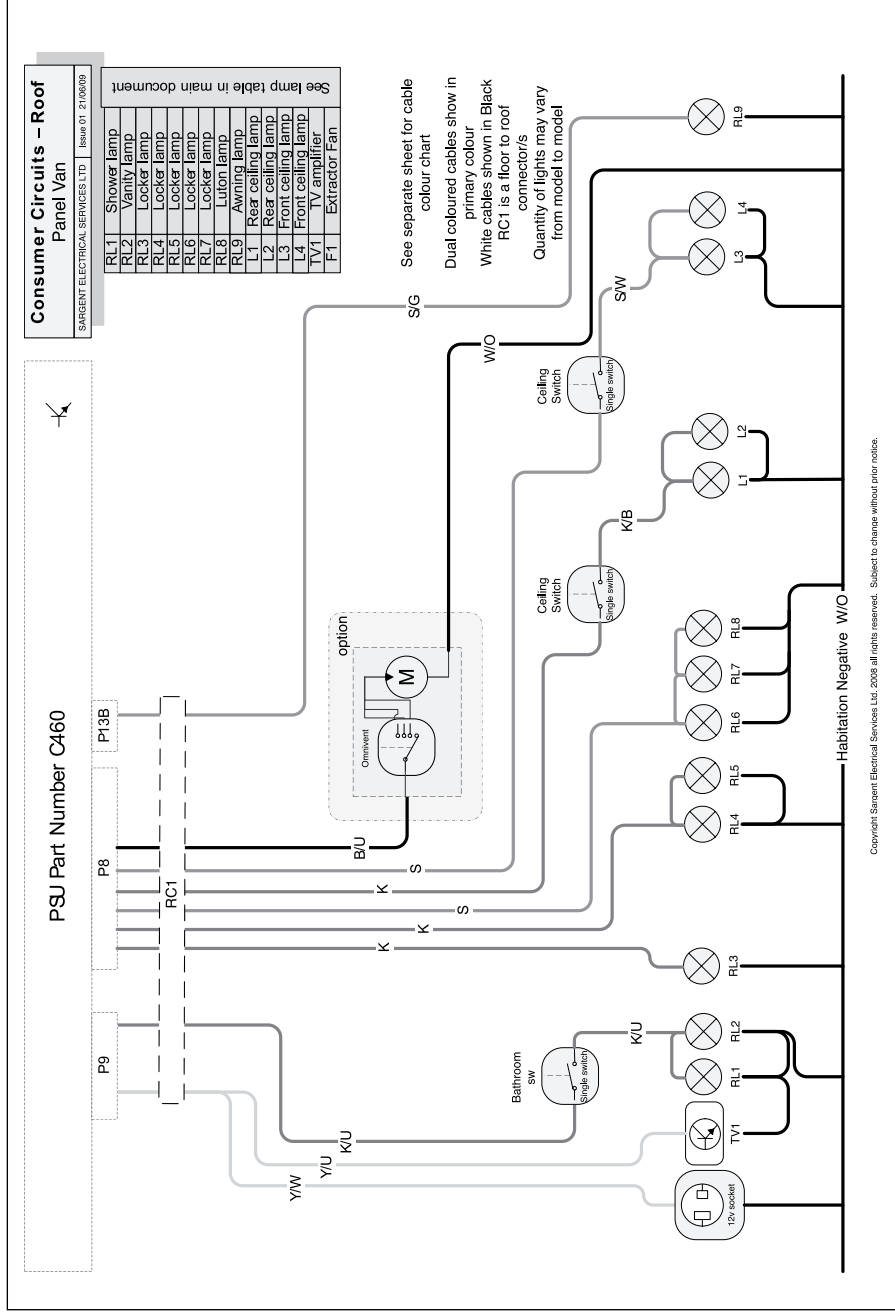 Consumer Circuits – Roof
Panel Van
SARGENT ELECTRICAL SERVICES LTD Issue 01 21/06/09
RL1 Shower lamp
RL2 Vanity lamp
RL3 Locker lamp
RL4 Locker lamp
RL5 Locker lamp
RL6 Locker lamp
RL7 Locker lamp
RL8 Luton lamp
RL9 Awning lamp
L1 Rear ceiling lamp
L2 Rear ceiling lamp
L3 Front ceiling lamp
L4 Front ceiling lamp
TV1 TV amplifier
F1 Extractor Fan
See lamp table in main document
See separate sheet for cable
colour chart
Dual coloured cables show in
primary colour
White cables shown in Black
RC1 is a floor to roof
connector/s
Quantity of lights may vary
from model to model
PSU Part Number C460
P9
P8
P13B
RC1
Y/W
Y/U
K/U
K
K
S
K
S
B/U
S/G
W/O
option
Omnivent
M
Bathroom
sw
Single switch
K/U
Ceiling
Switch
Single switch
K/B
Ceiling
Switch
Single switch
S/W
12v socket
TV1
RL1
RL2
RL3
RL4
RL5
RL6
RL7
RL8
L1
L2
L3
L4
RL9
Habitation Negative W/O
Copyright Sargent Electrical Services Ltd. 2008 all rights reserved. Subject to change without prior notice.